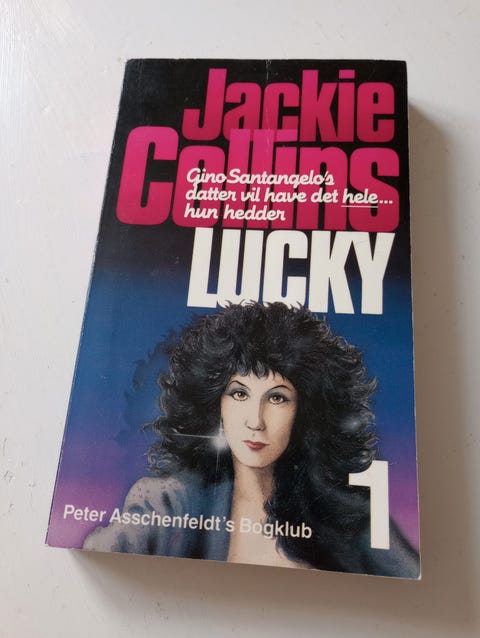 Jackie
Collins
Gino Santangelo's
datter vil have det hele...
hun hedder
LUCKY
1
Peter Asschenfeldt's Bogklub